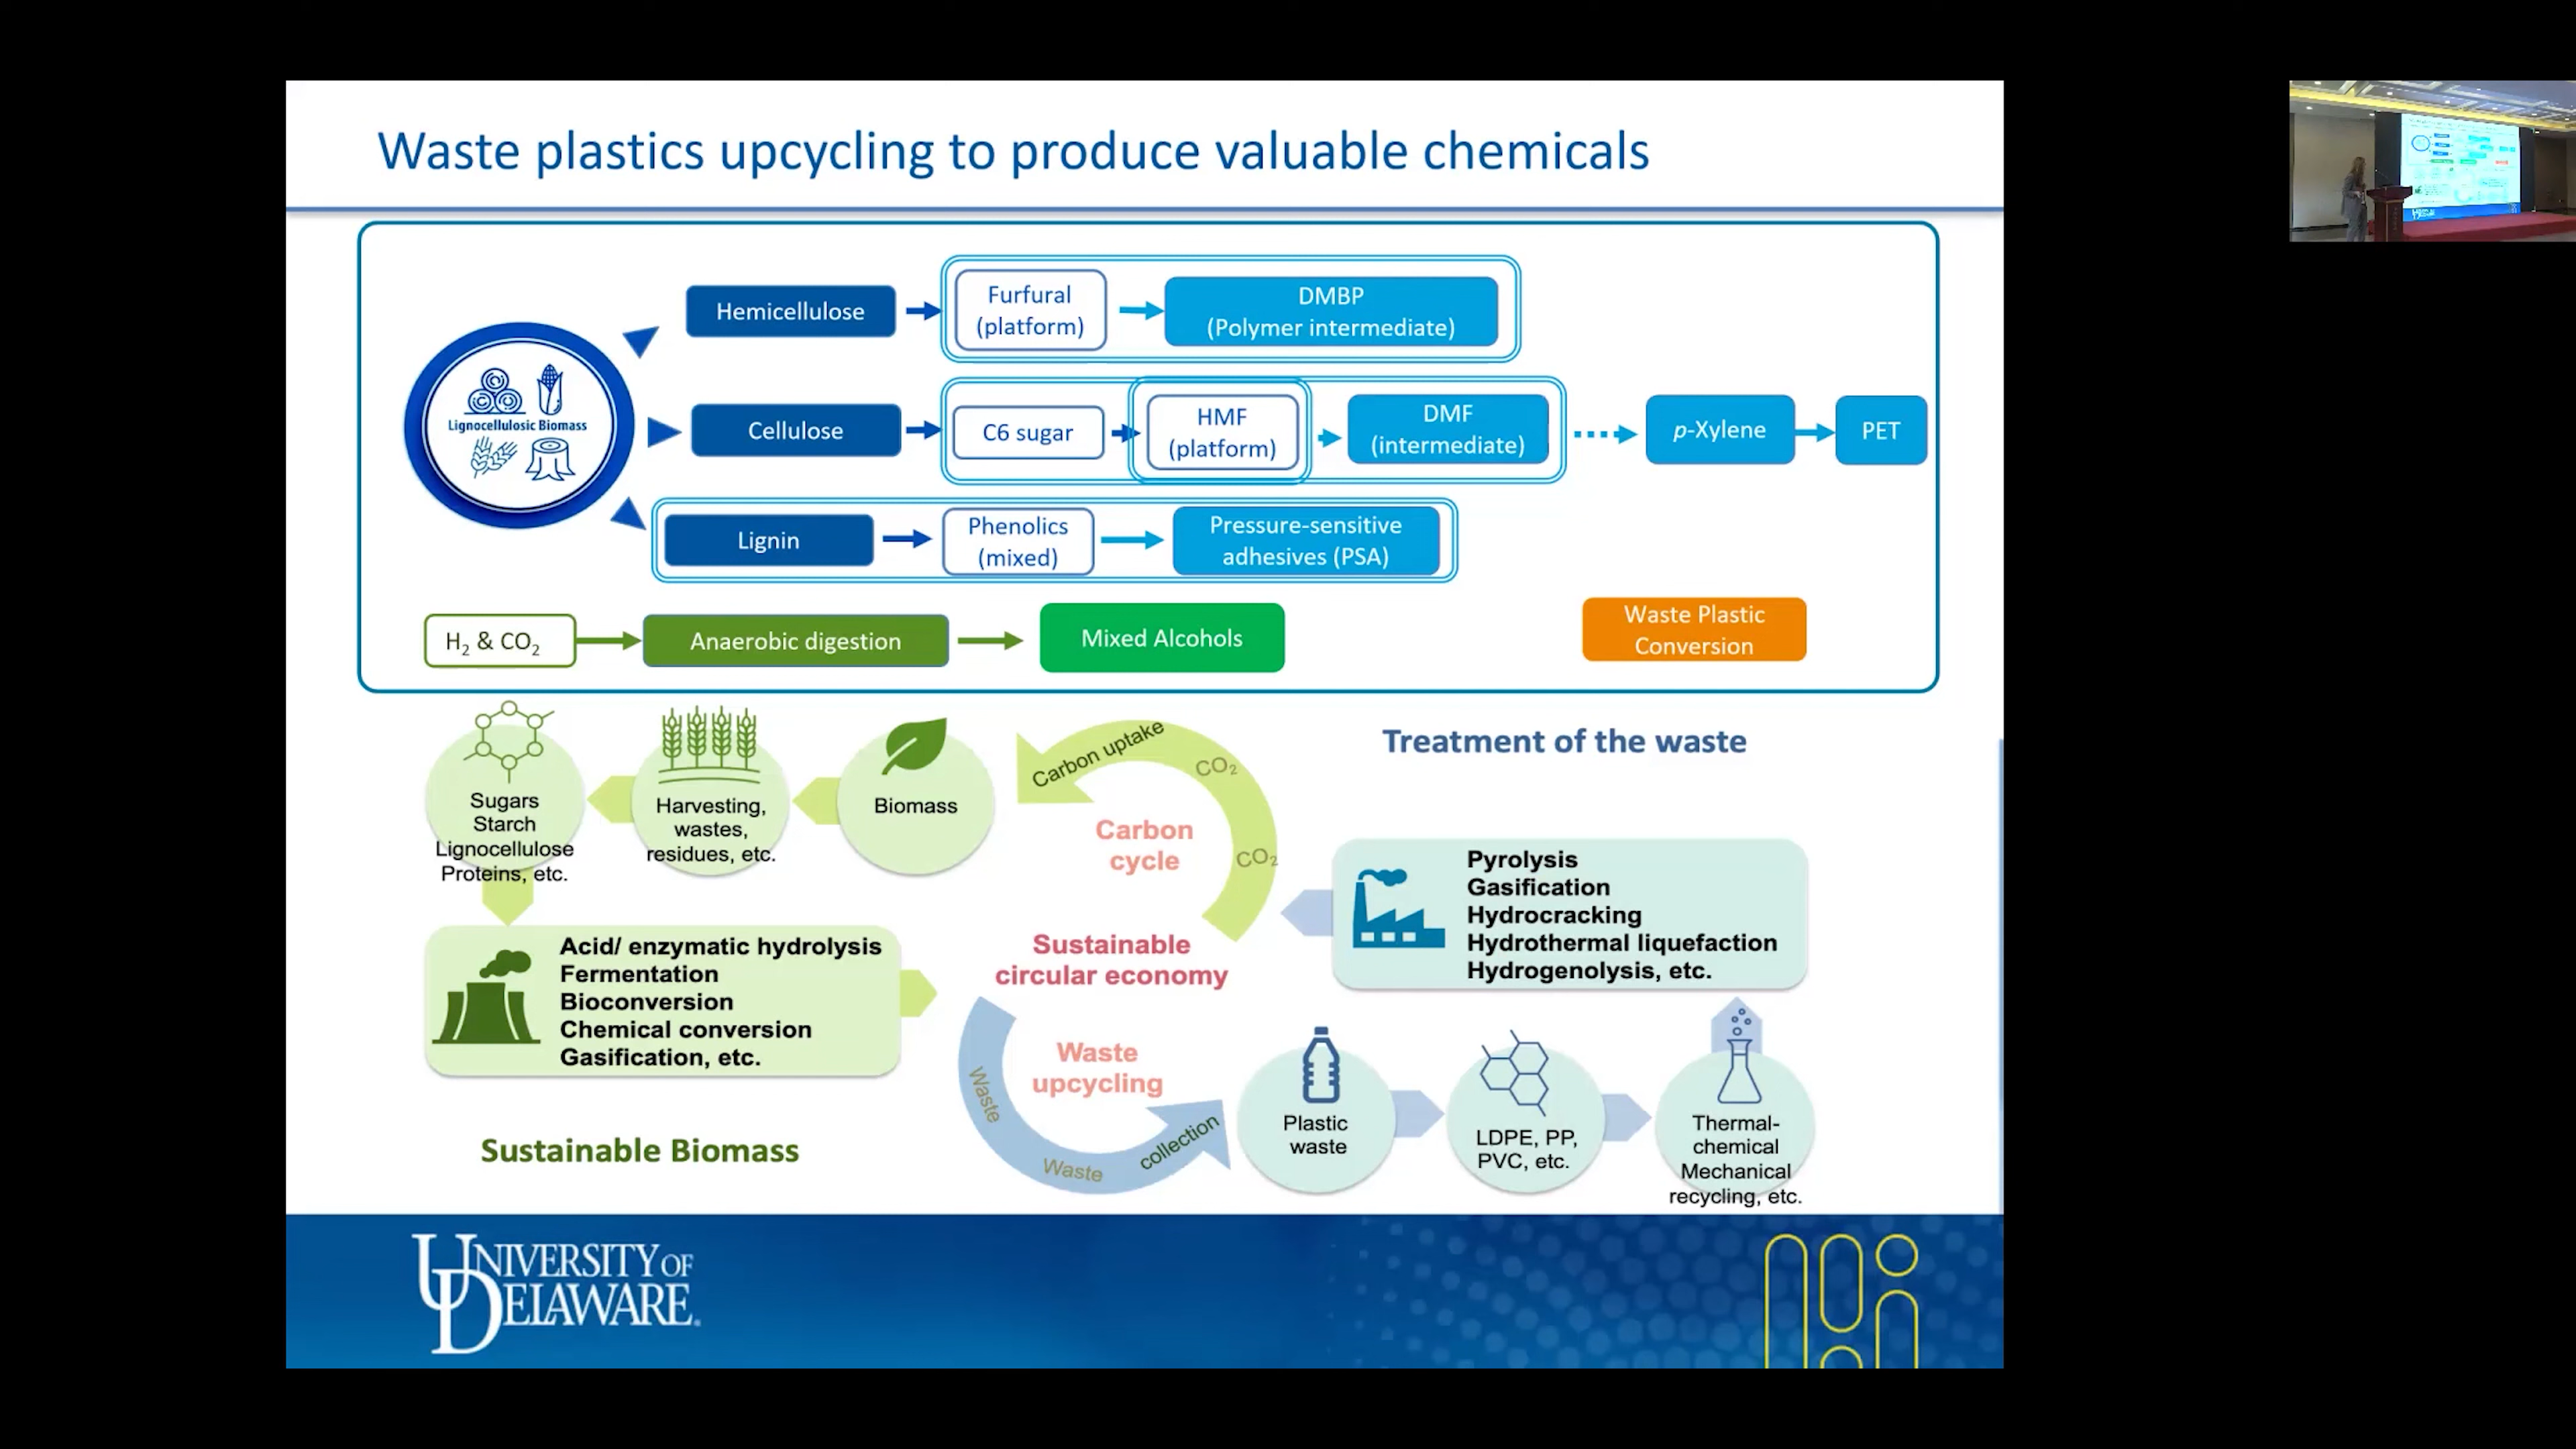 Waste plastics upcycling to produce valuable chemicals
Lignocellulosic Biomass
Hemicellulose
Furfural
(platform)
DMBP
(Polymer intermediate)
Cellulose
C6 sugar
HMF
(platform)
DMF
(intermediate)
p-Xylene
PET
Lignin
Phenolics
(mixed)
Pressure-sensitive
adhesives (PSA)
H₂ & CO₂
Anaerobic digestion
Mixed Alcohols
Waste Plastic
Conversion
Sugars
Starch
Lignocellulose
Proteins, etc.
Harvesting,
wastes,
residues, etc.
Biomass
Carbon uptake
CO₂
CO₂
Carbon
cycle
Treatment of the waste
Pyrolysis
Gasification
Hydrocracking
Hydrothermal liquefaction
Hydrogenolysis, etc.
Acid/ enzymatic hydrolysis
Fermentation
Bioconversion
Chemical conversion
Gasification, etc.
Sustainable
circular economy
Waste
upcycling
Waste
Waste
collection
Plastic
waste
LDPE, PP,
PVC, etc.
Thermal-
chemical
Mechanical
recycling, etc.
Sustainable Biomass
UNIVERSITY OF
DELAWARE